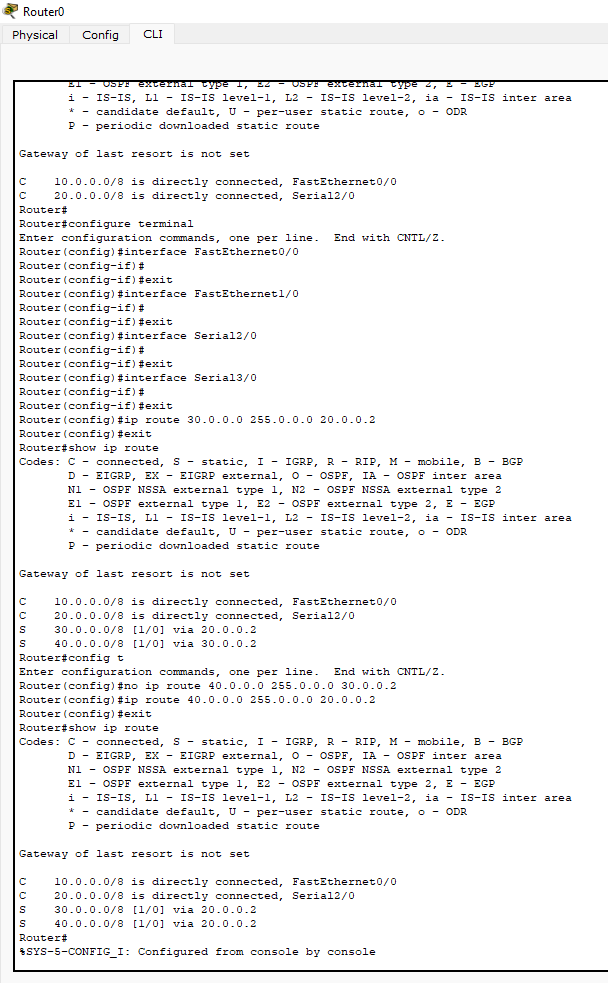 Router0
Physical Config CLI
E1 - OSPF external type 1, E2 - OSPF external type 2, E - EGP
i - IS-IS, L1 - IS-IS level-1, L2 - IS-IS level-2, ia - IS-IS inter area
* - candidate default, U - per-user static route, o - ODR
P - periodic downloaded static route
Gateway of last resort is not set
C    10.0.0.0/8 is directly connected, FastEthernet0/0
C    20.0.0.0/8 is directly connected, Serial2/0
Router#
Router#configure terminal
Enter configuration commands, one per line.  End with CNTL/Z.
Router(config)#interface FastEthernet0/0
Router(config-if)#
Router(config-if)#exit
Router(config)#interface FastEthernet1/0
Router(config-if)#
Router(config-if)#exit
Router(config)#interface Serial2/0
Router(config-if)#
Router(config-if)#exit
Router(config)#interface Serial3/0
Router(config-if)#
Router(config-if)#exit
Router(config)#ip route 30.0.0.0 255.0.0.0 20.0.0.2
Router(config)#exit
Router#show ip route
Codes: C - connected, S - static, I - IGRP, R - RIP, M - mobile, B - BGP
D - EIGRP, EX - EIGRP external, O - OSPF, IA - OSPF inter area
N1 - OSPF NSSA external type 1, N2 - OSPF NSSA external type 2
E1 - OSPF external type 1, E2 - OSPF external type 2, E - EGP
i - IS-IS, L1 - IS-IS level-1, L2 - IS-IS level-2, ia - IS-IS inter area
* - candidate default, U - per-user static route, o - ODR
P - periodic downloaded static route
Gateway of last resort is not set
C    10.0.0.0/8 is directly connected, FastEthernet0/0
C    20.0.0.0/8 is directly connected, Serial2/0
S    30.0.0.0/8 [1/0] via 20.0.0.2
S    40.0.0.0/8 [1/0] via 30.0.0.2
Router#config t
Enter configuration commands, one per line.  End with CNTL/Z.
Router(config)#no ip route 40.0.0.0 255.0.0.0 30.0.0.2
Router(config)#ip route 40.0.0.0 255.0.0.0 20.0.0.2
Router(config)#exit
Router#show ip route
Codes: C - connected, S - static, I - IGRP, R - RIP, M - mobile, B - BGP
D - EIGRP, EX - EIGRP external, O - OSPF, IA - OSPF inter area
N1 - OSPF NSSA external type 1, N2 - OSPF NSSA external type 2
E1 - OSPF external type 1, E2 - OSPF external type 2, E - EGP
i - IS-IS, L1 - IS-IS level-1, L2 - IS-IS level-2, ia - IS-IS inter area
* - candidate default, U - per-user static route, o - ODR
P - periodic downloaded static route
Gateway of last resort is not set
C    10.0.0.0/8 is directly connected, FastEthernet0/0
C    20.0.0.0/8 is directly connected, Serial2/0
S    30.0.0.0/8 [1/0] via 20.0.0.2
S    40.0.0.0/8 [1/0] via 20.0.0.2
Router#
%SYS-5-CONFIG_I: Configured from console by console